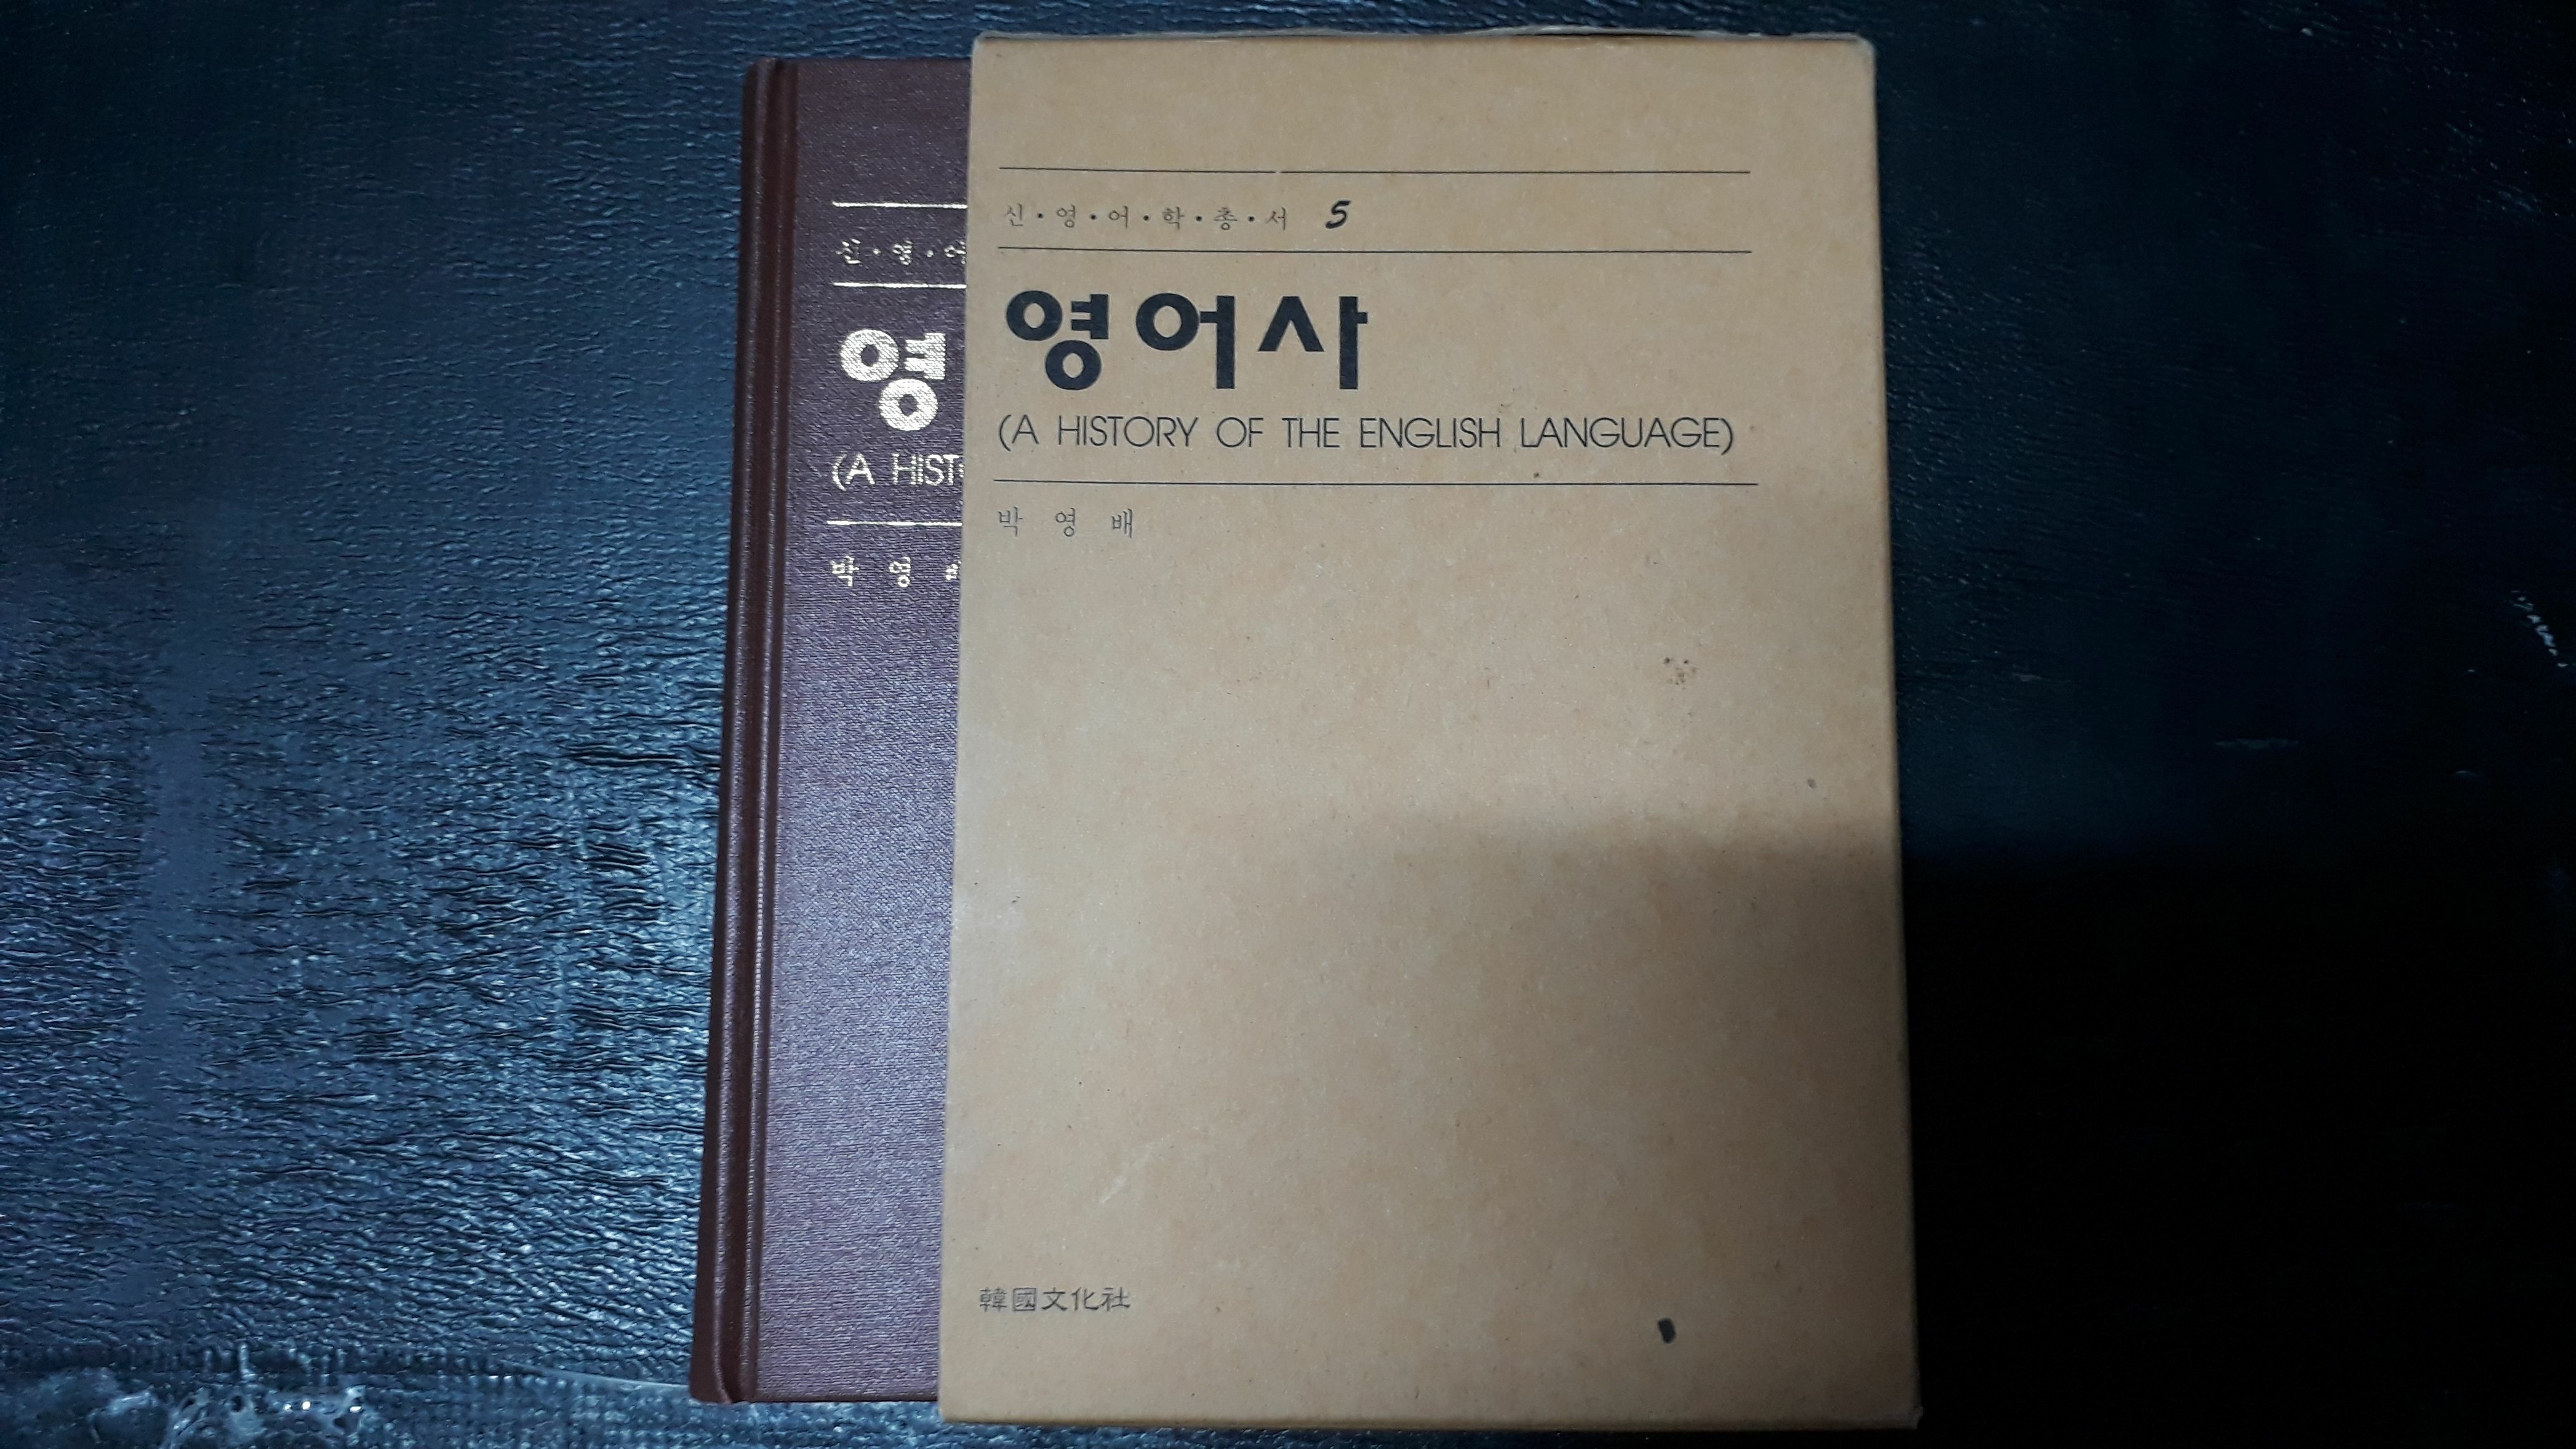 신·영·어·학·총·서 5
영어사
(A HISTORY OF THE ENGLISH LANGUAGE)
박 영 배
韓國文化社
신·영·어
영
(A HIST
박 영